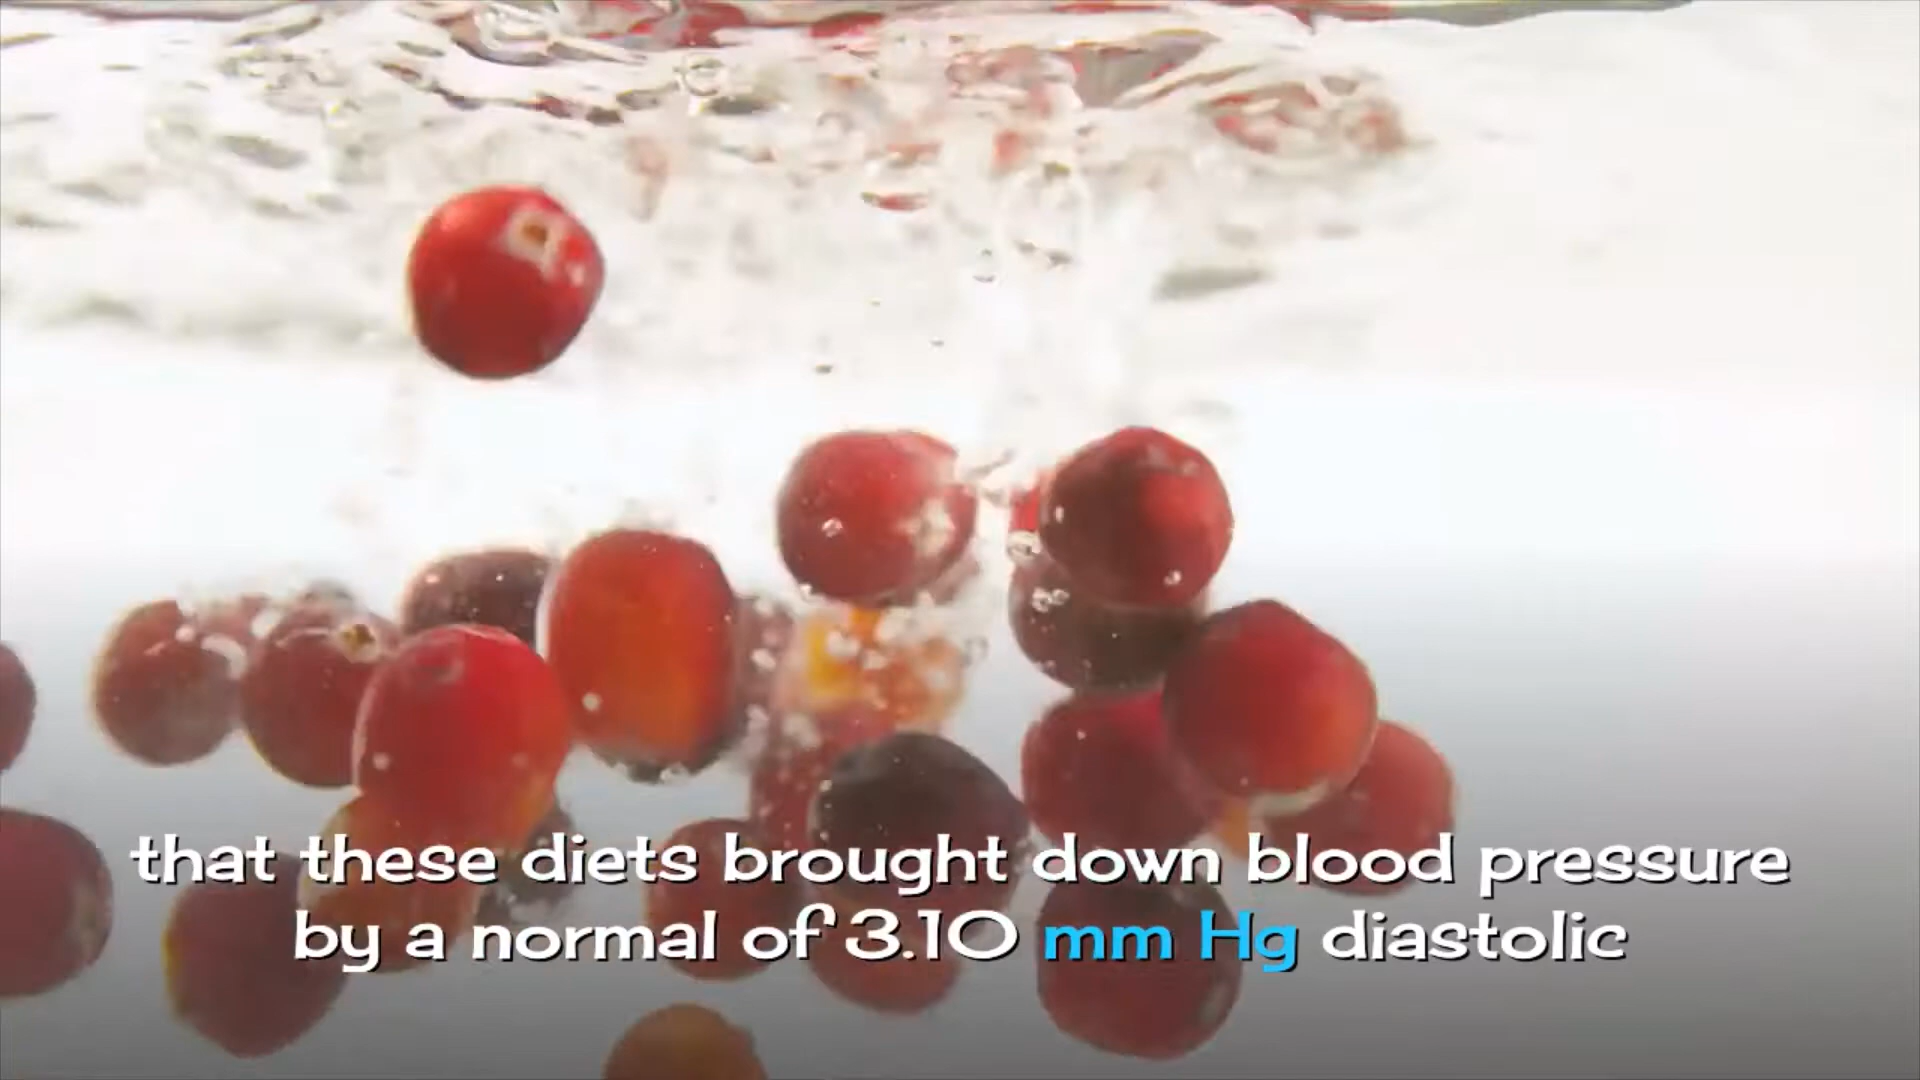 that these diets brought down blood pressure
by a normal of 3.10 mm Hg diastolic